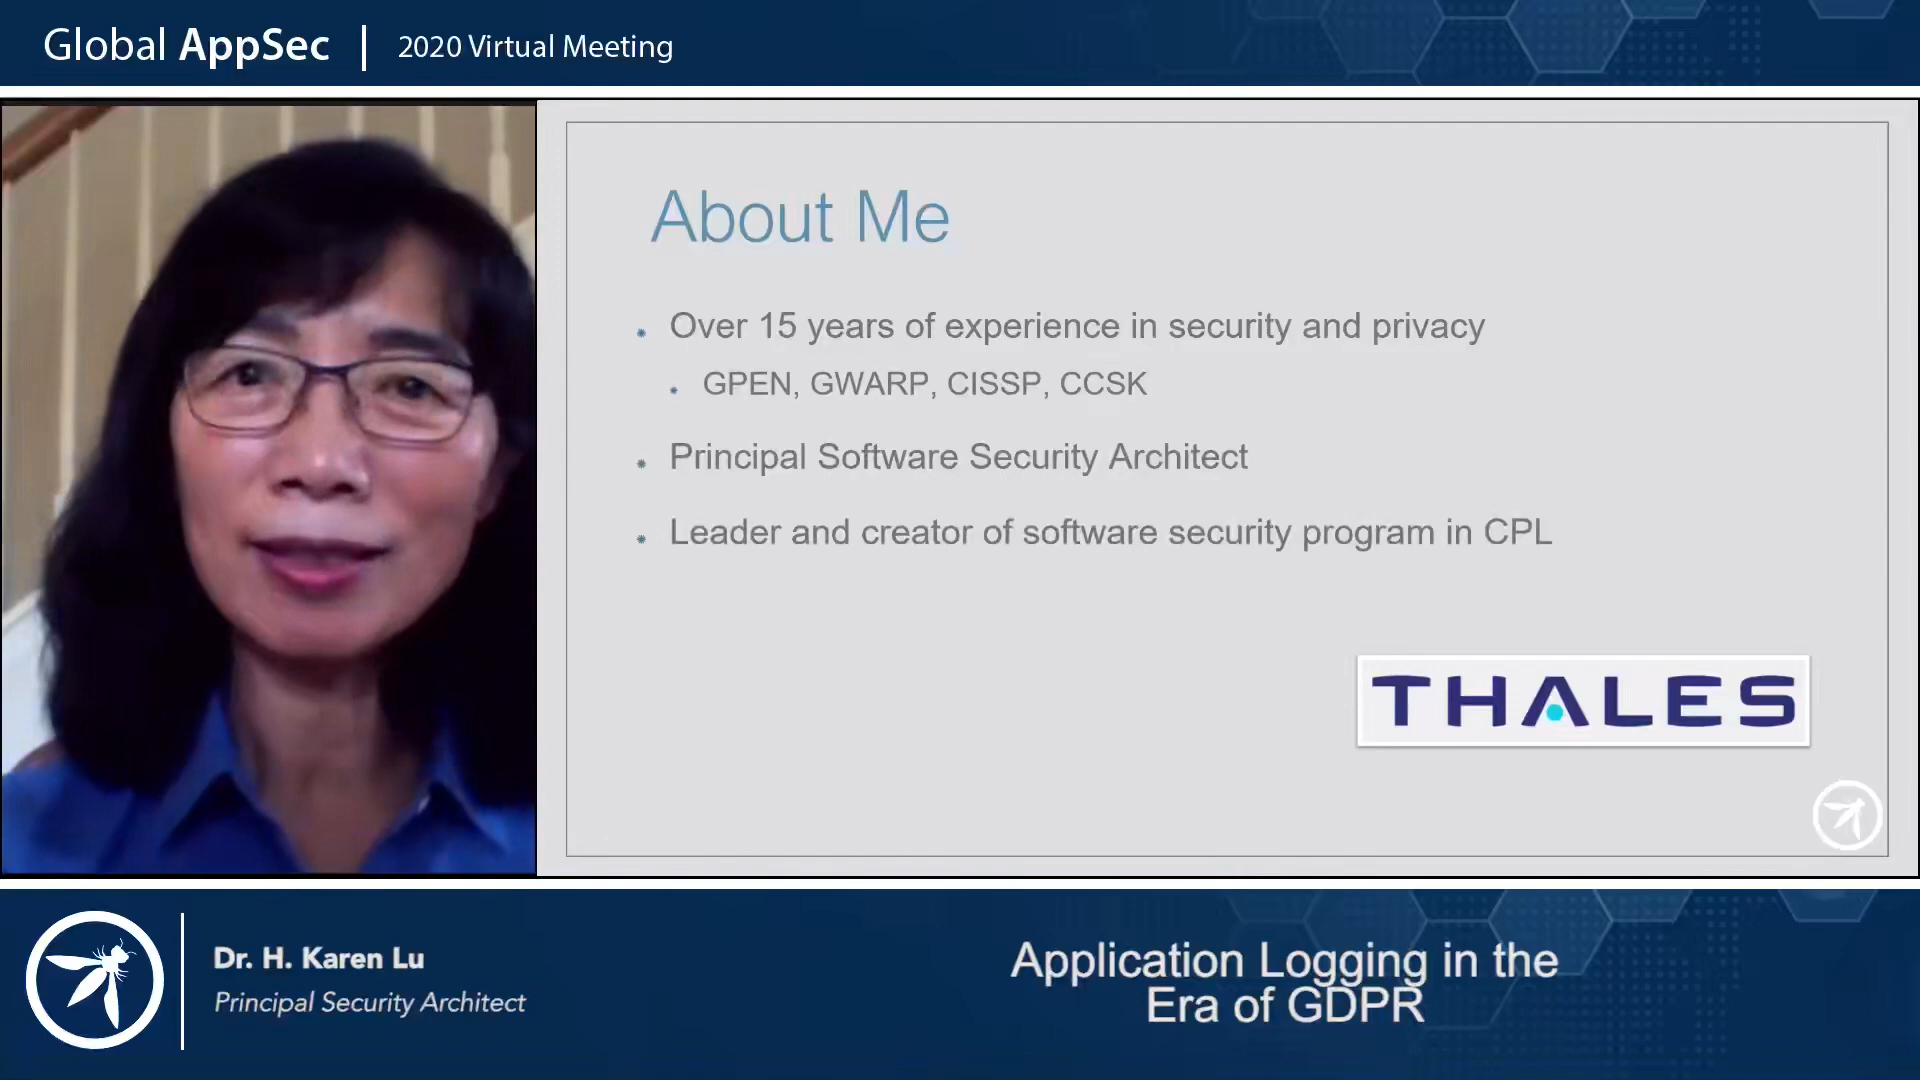 Global AppSec | 2020 Virtual Meeting
About Me
Over 15 years of experience in security and privacy
GPEN, GWARP, CISSP, CCSK
Principal Software Security Architect
Leader and creator of software security program in CPL
THALES
Dr. H. Karen Lu
Principal Security Architect
Application Logging in the
Era of GDPR